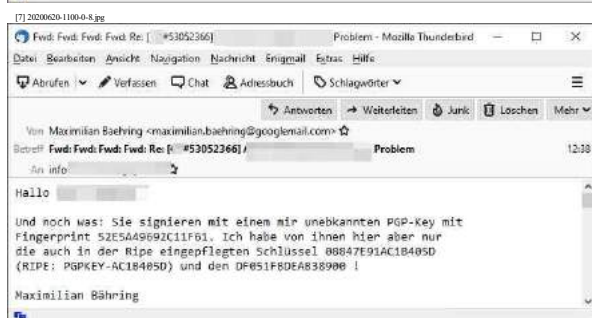 [7] 20200620-1100-0-8.jpg
Fwd: Fwd: Fwd: Fwd: Re: [ #53052366] Problem - Mozilla Thunderbird
Datei Bearbeiten Ansicht Navigation Nachricht Enigmail Extras Hilfe
Abrufen Verfassen Chat Adressbuch Schlagwörter
Antworten Weiterleiten Junk Löschen Mehr
Von Maximilian Baehring <maximilian.baehring@googlemail.com>
Betreff Fwd: Fwd: Fwd: Fwd: Re: [ #53052366] / Problem 12:38
An info
Hallo
Und noch was: Sie signieren mit einem mir unebkannten PGP-Key mit
Fingerprint 52E5A49692C11F61. Ich habe von ihnen hier aber nur
die auch in der Ripe eingepflegten Schlüssel 08847E91AC1B405D
(RIPE: PGPKEY-AC1B405D) und den DF051FBDEA838900 !
Maximilian Bähring